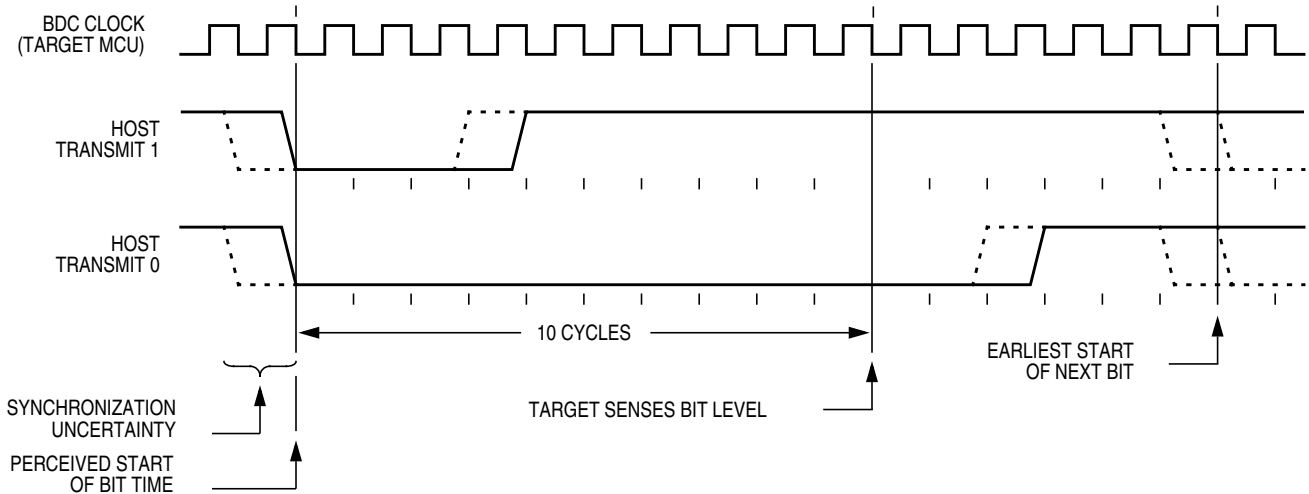 BDC CLOCK
(TARGET MCU)
HOST
TRANSMIT 1
HOST
TRANSMIT 0
10 CYCLES
EARLIEST START
OF NEXT BIT
SYNCHRONIZATION
UNCERTAINTY
TARGET SENSES BIT LEVEL
PERCEIVED START
OF BIT TIME